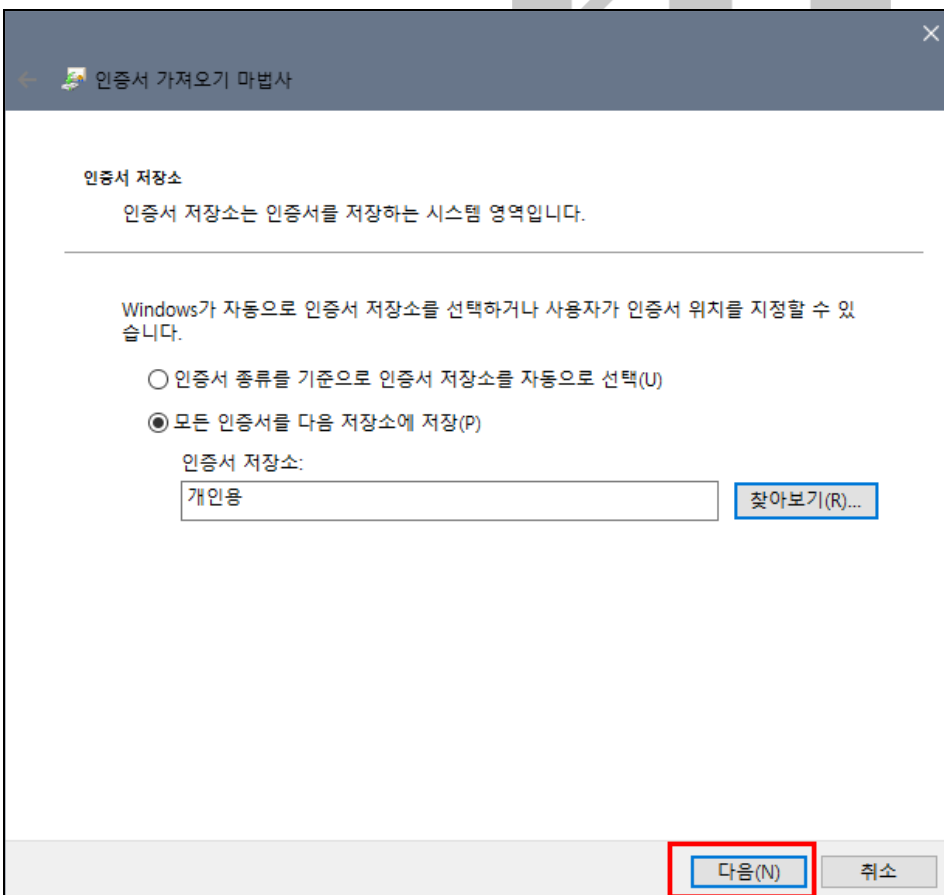 인증서 가져오기 마법사
인증서 저장소
인증서 저장소는 인증서를 저장하는 시스템 영역입니다.
Windows가 자동으로 인증서 저장소를 선택하거나 사용자가 인증서 위치를 지정할 수 있
습니다.
인증서 종류를 기준으로 인증서 저장소를 자동으로 선택(U)
모든 인증서를 다음 저장소에 저장(P)
인증서 저장소:
개인용
찾아보기(R)...
다음(N)
취소